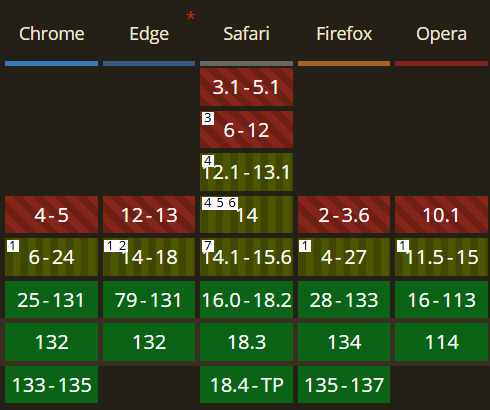 *
Chrome Edge Safari Firefox Opera
3.1-5.1
3 6-12
4 12.1-13.1
4-5 12-13 4 5 6 14 2-3.6 10.1
1 6-24 1 2 14-18 7 14.1-15.6 1 4-27 1 11.5-15
25-131 79-131 16.0-18.2 28-133 16-113
132 132 18.3 134 114
133-135 18.4-TP 135-137